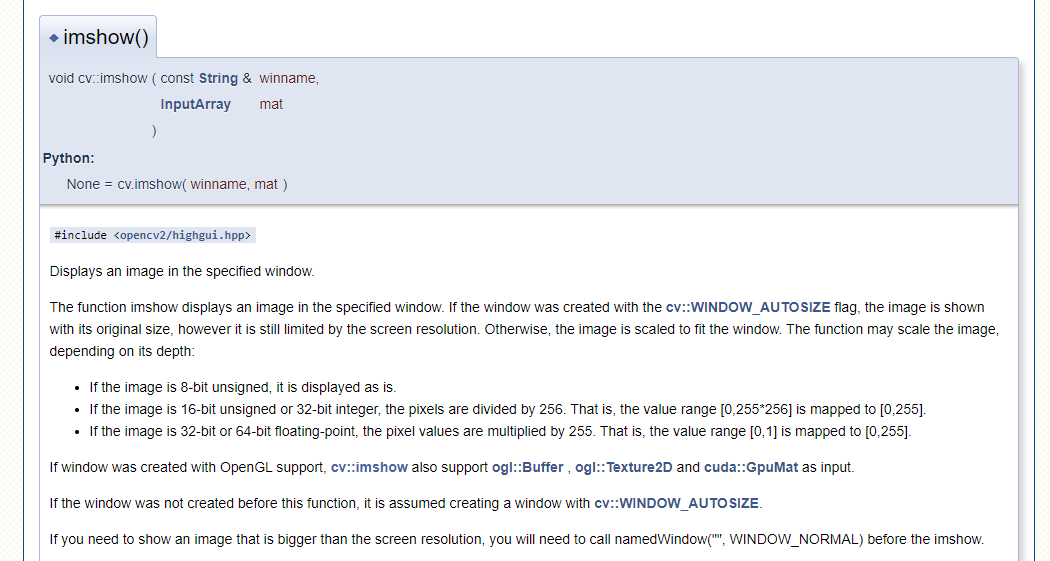 ◆ imshow()
void cv::imshow ( const String & winname,
InputArray mat
)
Python:
None = cv.imshow( winname, mat )
#include <opencv2/highgui.hpp>
Displays an image in the specified window.
The function imshow displays an image in the specified window. If the window was created with the cv::WINDOW_AUTOSIZE flag, the image is shown
with its original size, however it is still limited by the screen resolution. Otherwise, the image is scaled to fit the window. The function may scale the image,
depending on its depth:
• If the image is 8-bit unsigned, it is displayed as is.
• If the image is 16-bit unsigned or 32-bit integer, the pixels are divided by 256. That is, the value range [0,255*256] is mapped to [0,255].
• If the image is 32-bit or 64-bit floating-point, the pixel values are multiplied by 255. That is, the value range [0,1] is mapped to [0,255].
If window was created with OpenGL support, cv::imshow also support ogl::Buffer , ogl::Texture2D and cuda::GpuMat as input.
If the window was not created before this function, it is assumed creating a window with cv::WINDOW_AUTOSIZE.
If you need to show an image that is bigger than the screen resolution, you will need to call namedWindow("", WINDOW_NORMAL) before the imshow.